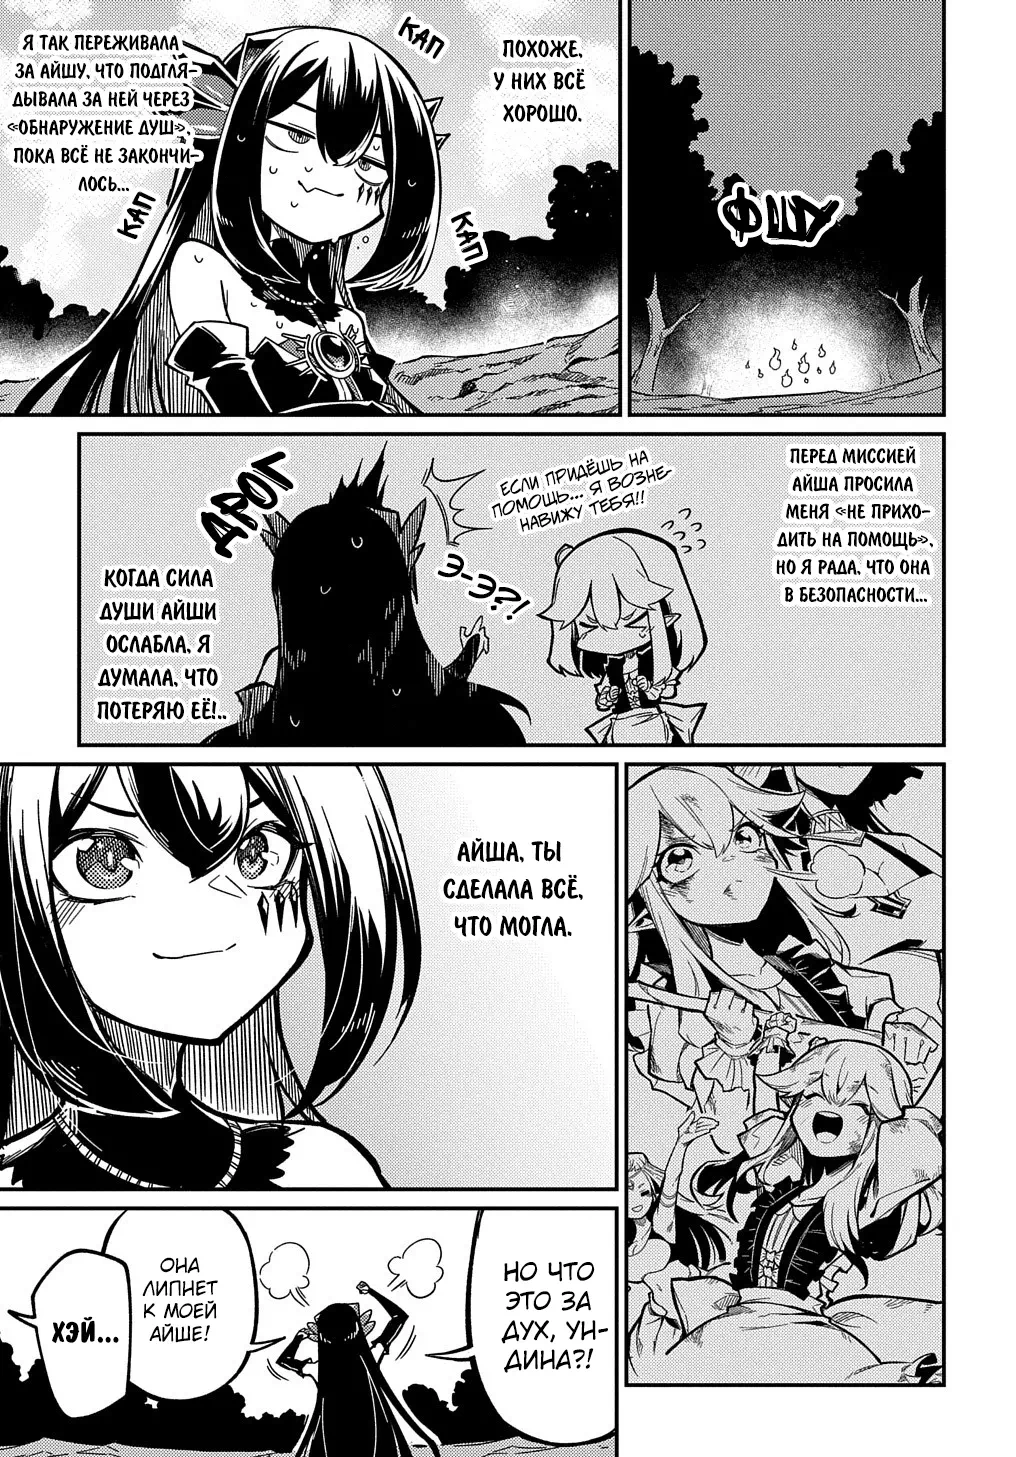 ФШУ
ПОХОЖЕ,
У НИХ ВСЁ
ХОРОШО.
КАП
Я ТАК ПЕРЕЖИВАЛА
ЗА АЙШУ, ЧТО ПОДГЛЯ-
ДЫВАЛА ЗА НЕЙ ЧЕРЕЗ
«ОБНАРУЖЕНИЕ ДУШ»,
ПОКА ВСЁ НЕ ЗАКОНЧИ-
ЛОСЬ...
КАП
КАП
ПЕРЕД МИССИЕЙ
АЙША ПРОСИЛА
МЕНЯ «НЕ ПРИХО-
ДИТЬ НА ПОМОЩЬ»,
НО Я РАДА, ЧТО ОНА
В БЕЗОПАСНОСТИ...
ЕСЛИ ПРИДЁШЬ НА
ПОМОЩЬ... Я ВОЗНЕ-
НАВИЖУ ТЕБЯ!!
Э-Э?!
ДРОГ
КОГДА СИЛА
ДУШИ АЙШИ
ОСЛАБЛА, Я
ДУМАЛА, ЧТО
ПОТЕРЯЮ ЕЁ!..
АЙША, ТЫ
СДЕЛАЛА ВСЁ,
ЧТО МОГЛА.
НО ЧТО
ЭТО ЗА
ДУХ, УН-
ДИНА?!
ОНА
ЛИПНЕТ
К МОЕЙ
АЙШЕ!
ХЭЙ...